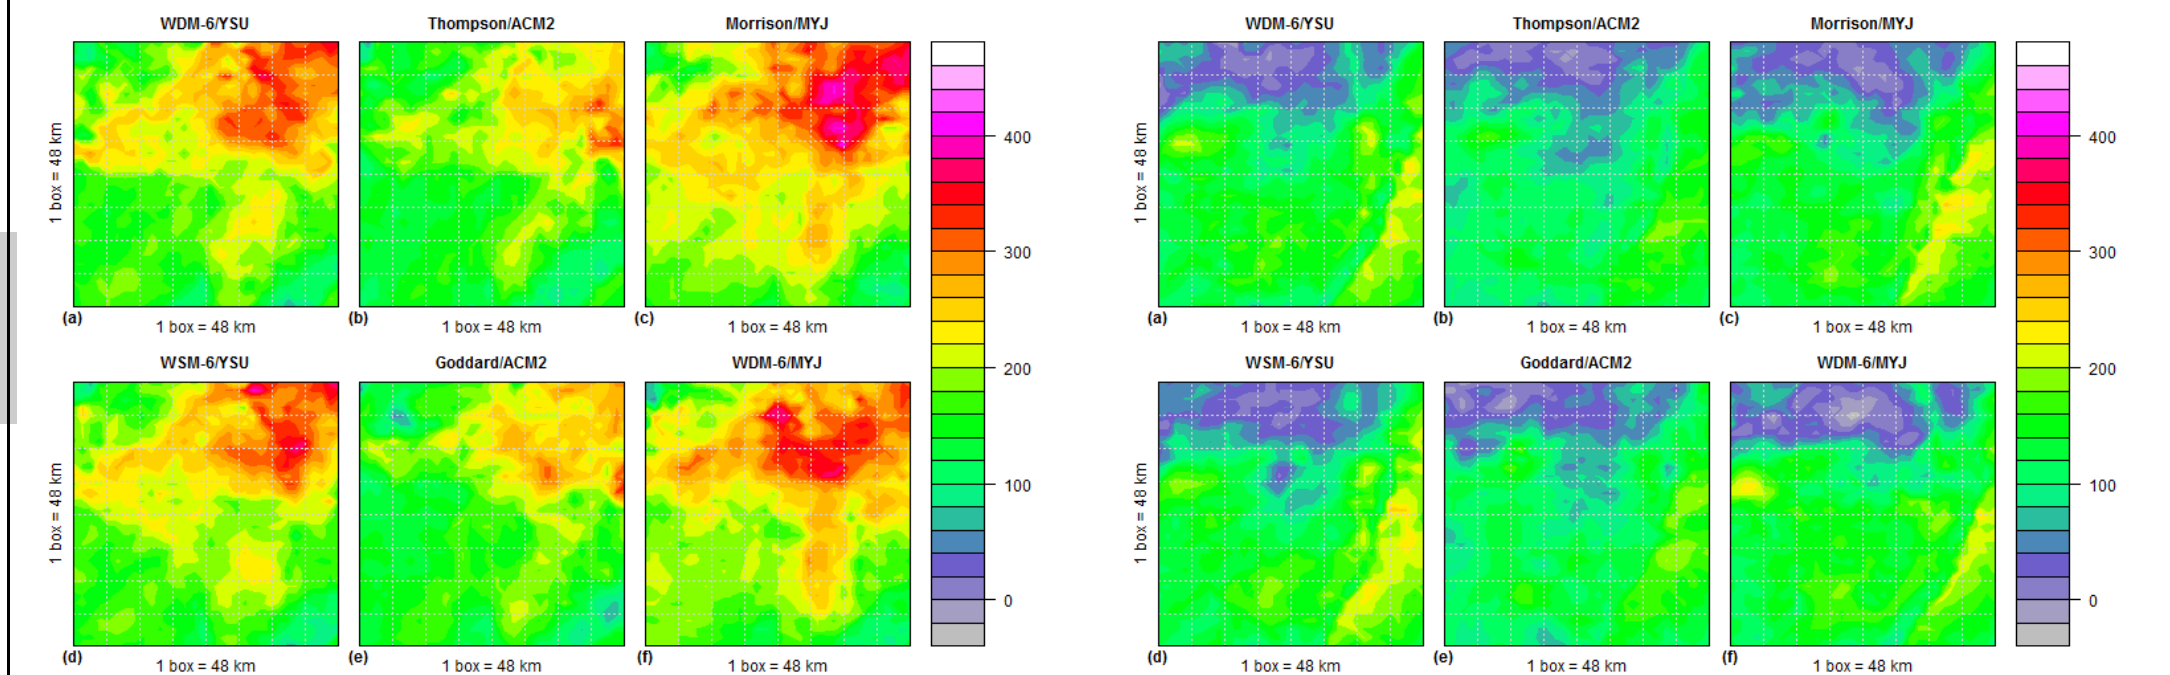 WDM-6/YSU Thompson/ACM2 Morrison/MYJ
1 box = 48 km
400
300
200
100
0
(a) 1 box = 48 km (b) 1 box = 48 km (c) 1 box = 48 km
WSM-6/YSU Goddard/ACM2 WDM-6/MYJ
1 box = 48 km
(d) 1 box = 48 km (e) 1 box = 48 km (f) 1 box = 48 km
WDM-6/YSU Thompson/ACM2 Morrison/MYJ
1 box = 48 km
400
300
200
100
0
(a) 1 box = 48 km (b) 1 box = 48 km (c) 1 box = 48 km
WSM-6/YSU Goddard/ACM2 WDM-6/MYJ
1 box = 48 km
(d) 1 box = 48 km (e) 1 box = 48 km (f) 1 box = 48 km